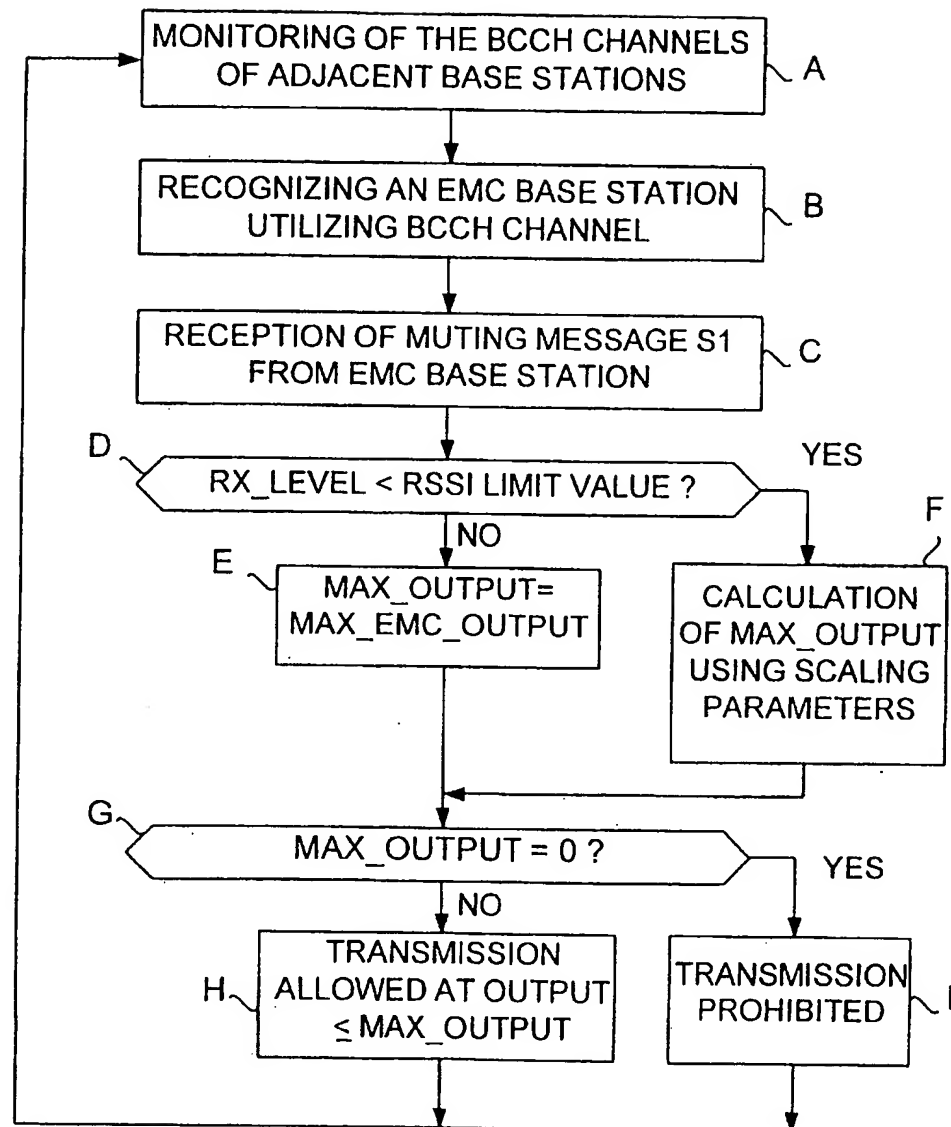 MONITORING OF THE BCCH CHANNELS
OF ADJACENT BASE STATIONS
A
RECOGNIZING AN EMC BASE STATION
UTILIZING BCCH CHANNEL
B
RECEPTION OF MUTING MESSAGE S1
FROM EMC BASE STATION
C
D
RX_LEVEL < RSSI LIMIT VALUE ?
YES
NO
E
MAX_OUTPUT=
MAX_EMC_OUTPUT
F
CALCULATION
OF MAX_OUTPUT
USING SCALING
PARAMETERS
G
MAX_OUTPUT = 0 ?
YES
NO
H
TRANSMISSION
ALLOWED AT OUTPUT
≤ MAX_OUTPUT
TRANSMISSION
PROHIBITED
I